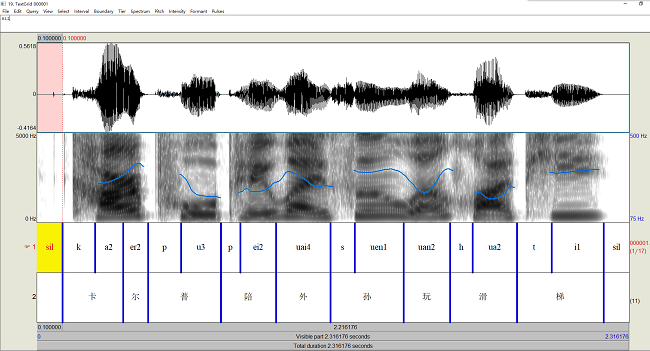 19. TextGrid 000001
File Edit Query View Select Interval Boundary Tier Spectrum Pitch Intensity Formant Pulses
sil
0.100000 0.100000
0.5618
-0.4164
5000 Hz 500 Hz
0 Hz 75 Hz
1 sil k a2 er2 p u3 p ei2 uai4 s uen1 uan2 h ua2 t i1 sil 000001 (1/17)
2 卡 尔 普 陪 外 孙 玩 滑 梯 (11)
0.100000 2.216176
0 Visible part 2.316176 seconds 2.316176
Total duration 2.316176 seconds